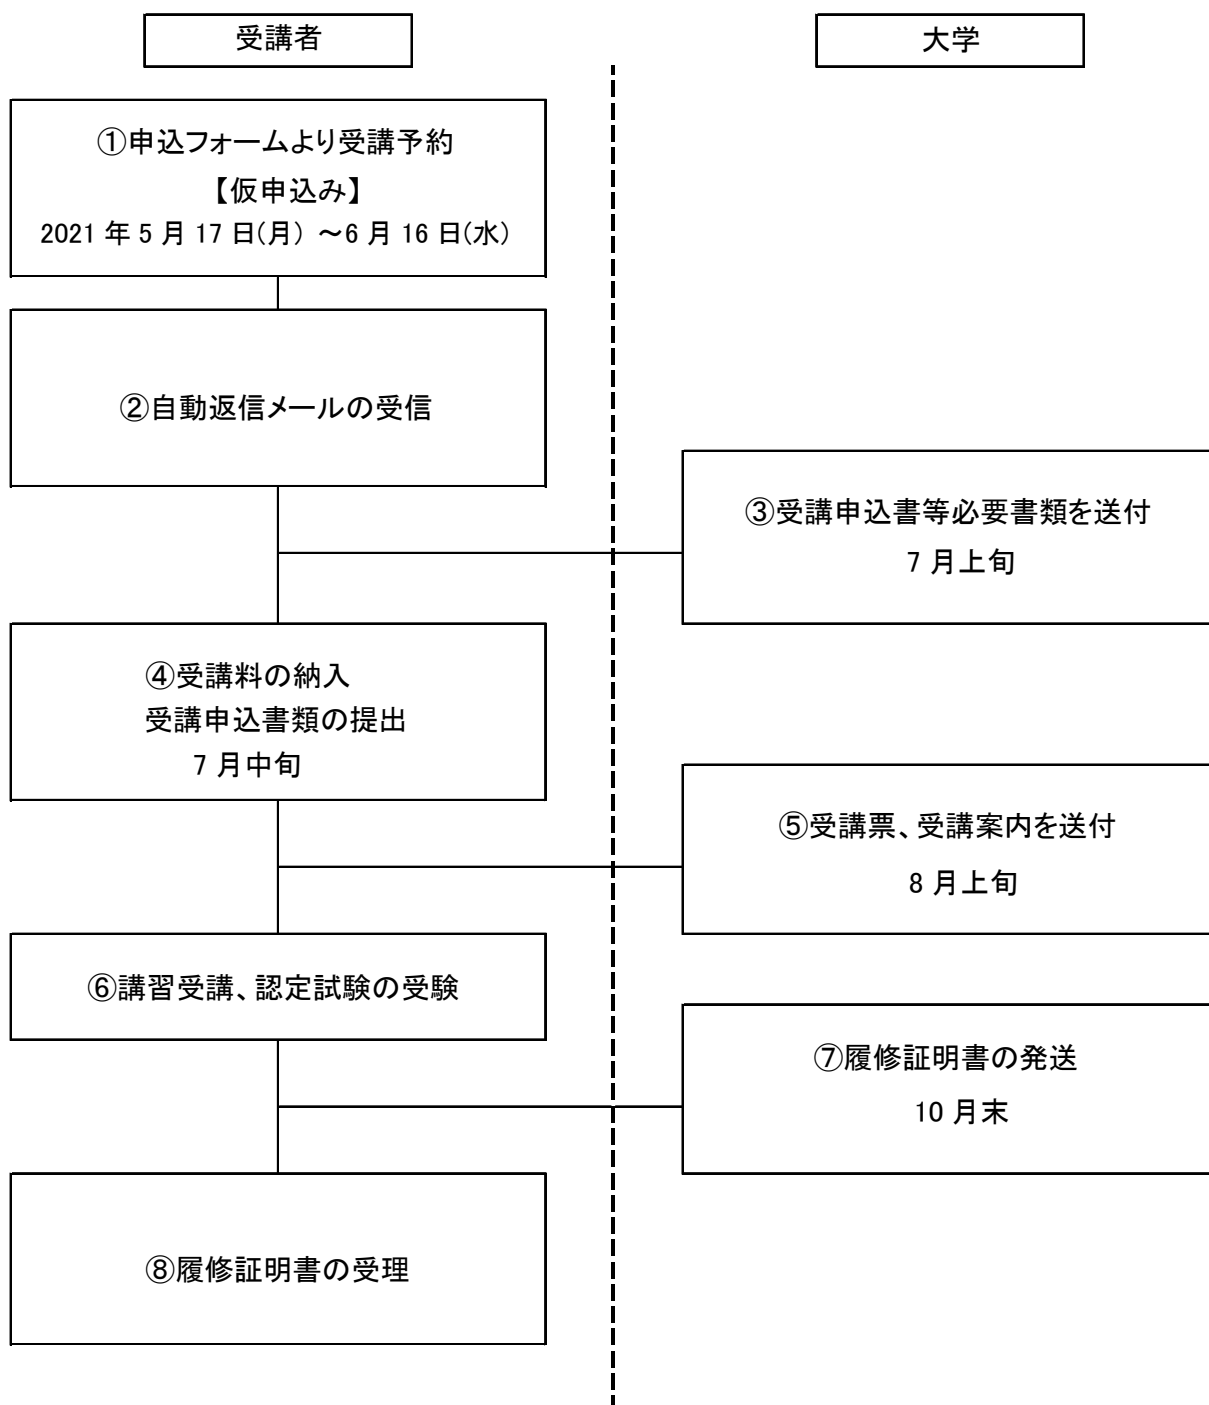 受講者
大学
①申込フォームより受講予約
【仮申込み】
2021 年 5 月 17 日(月) ～6 月 16 日(水)
②自動返信メールの受信
③受講申込書等必要書類を送付
7 月上旬
④受講料の納入
受講申込書類の提出
7 月中旬
⑤受講票、受講案内を送付
8 月上旬
⑥講習受講、認定試験の受験
⑦履修証明書の発送
10 月末
⑧履修証明書の受理